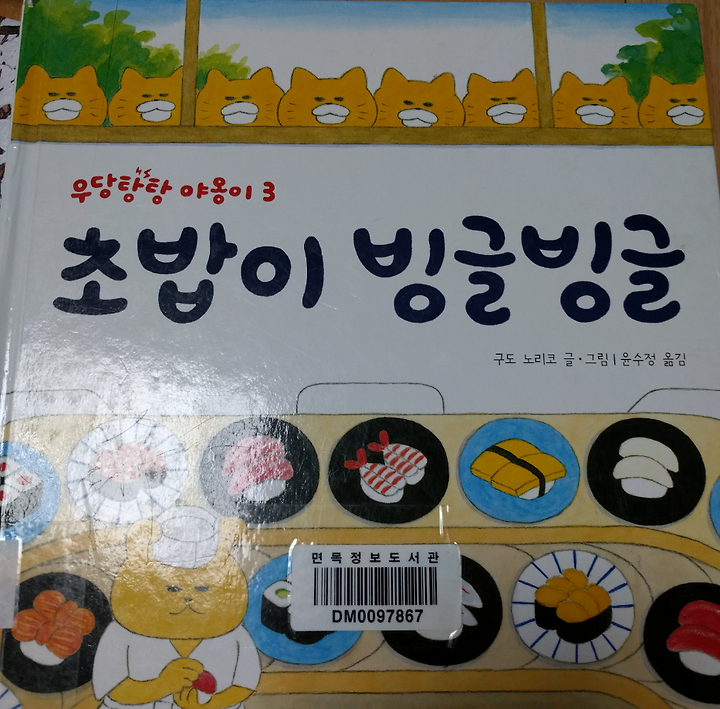 우당탕탕 야옹이 3
초밥이 빙글빙글
구도 노리코 글·그림 | 윤수정 옮김
면목정보도서관
DM0097867